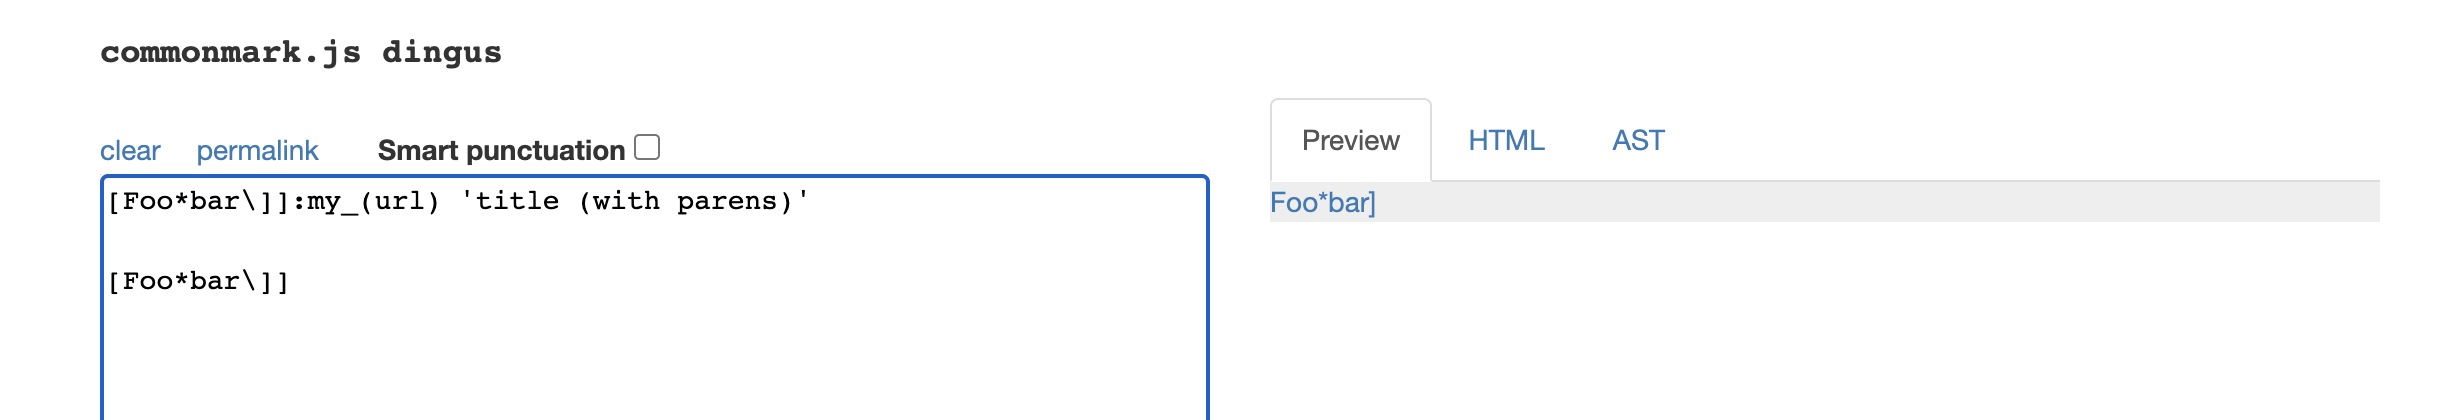 commonmark.js dingus
clear permalink Smart punctuation
Preview HTML AST
[Foo*bar\]]:my_(url) 'title (with parens)'
[Foo*bar\]]
Foo*bar]